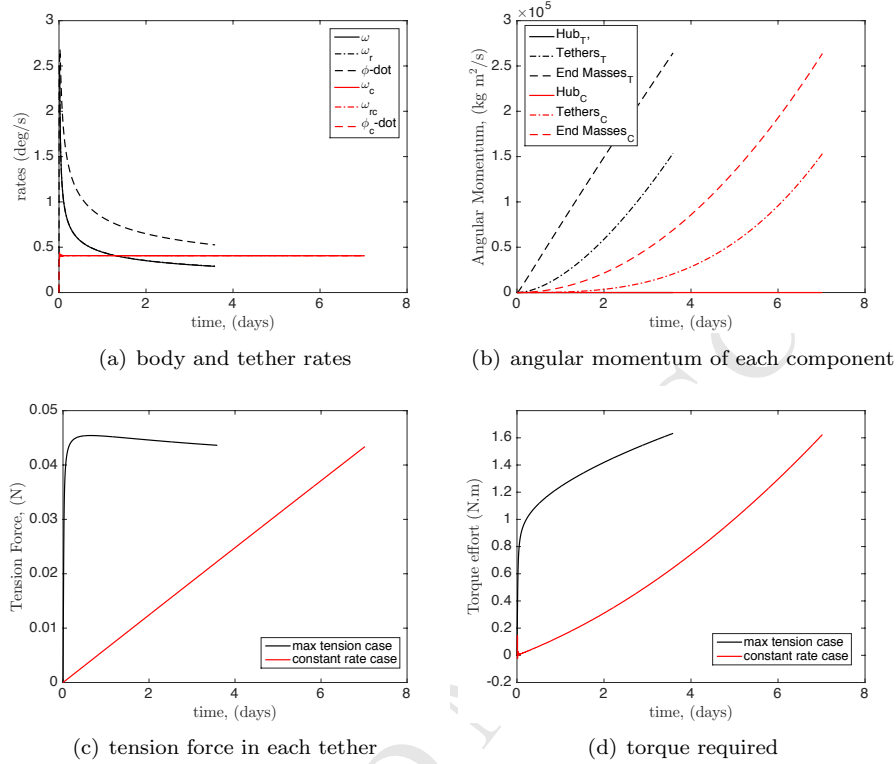 3
2.5
2
1.5
1
0.5
0
0 2 4 6 8
rates (deg/s)
time, (days)
ω
ω_r
ϕ-dot
ω_c
ω_rc
ϕ_c-dot
(a) body and tether rates
×10^5
3
2.5
2
1.5
1
0.5
0
0 2 4 6 8
Angular Momentum, (kg m²/s)
time, (days)
Hub_T,
Tethers_T
End Masses_T
Hub_C
Tethers_C
End Masses_C
(b) angular momentum of each component
0.05
0.04
0.03
0.02
0.01
0
0 2 4 6 8
Tension Force, (N)
time, (days)
max tension case
constant rate case
(c) tension force in each tether
1.6
1.4
1.2
1
0.8
0.6
0.4
0.2
0
-0.2
0 2 4 6 8
Torque effort (N.m)
time, (days)
max tension case
constant rate case
(d) torque required